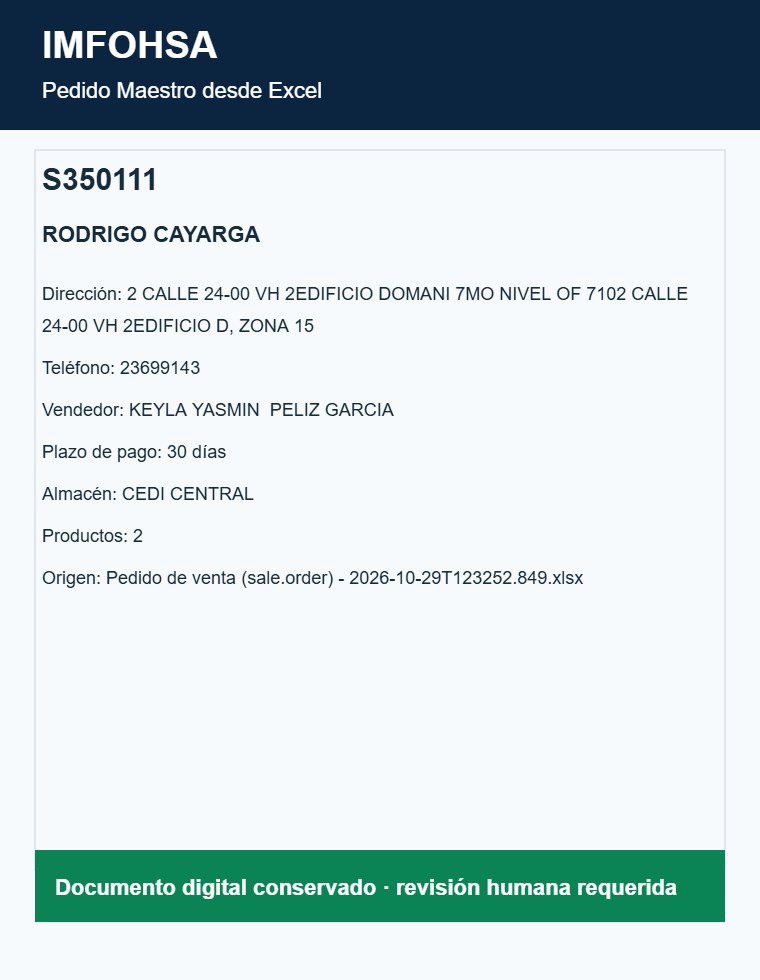 IMFOHSA
Pedido Maestro desde Excel
S350111
RODRIGO CAYARGA
Dirección: 2 CALLE 24-00 VH 2EDIFICIO DOMANI 7MO NIVEL OF 7102 CALLE
24-00 VH 2EDIFICIO D, ZONA 15
Teléfono: 23699143
Vendedor: KEYLA YASMIN  PELIZ GARCIA
Plazo de pago: 30 días
Almacén: CEDI CENTRAL
Productos: 2
Origen: Pedido de venta (sale.order) - 2026-10-29T123252.849.xlsx
Documento digital conservado · revisión humana requerida